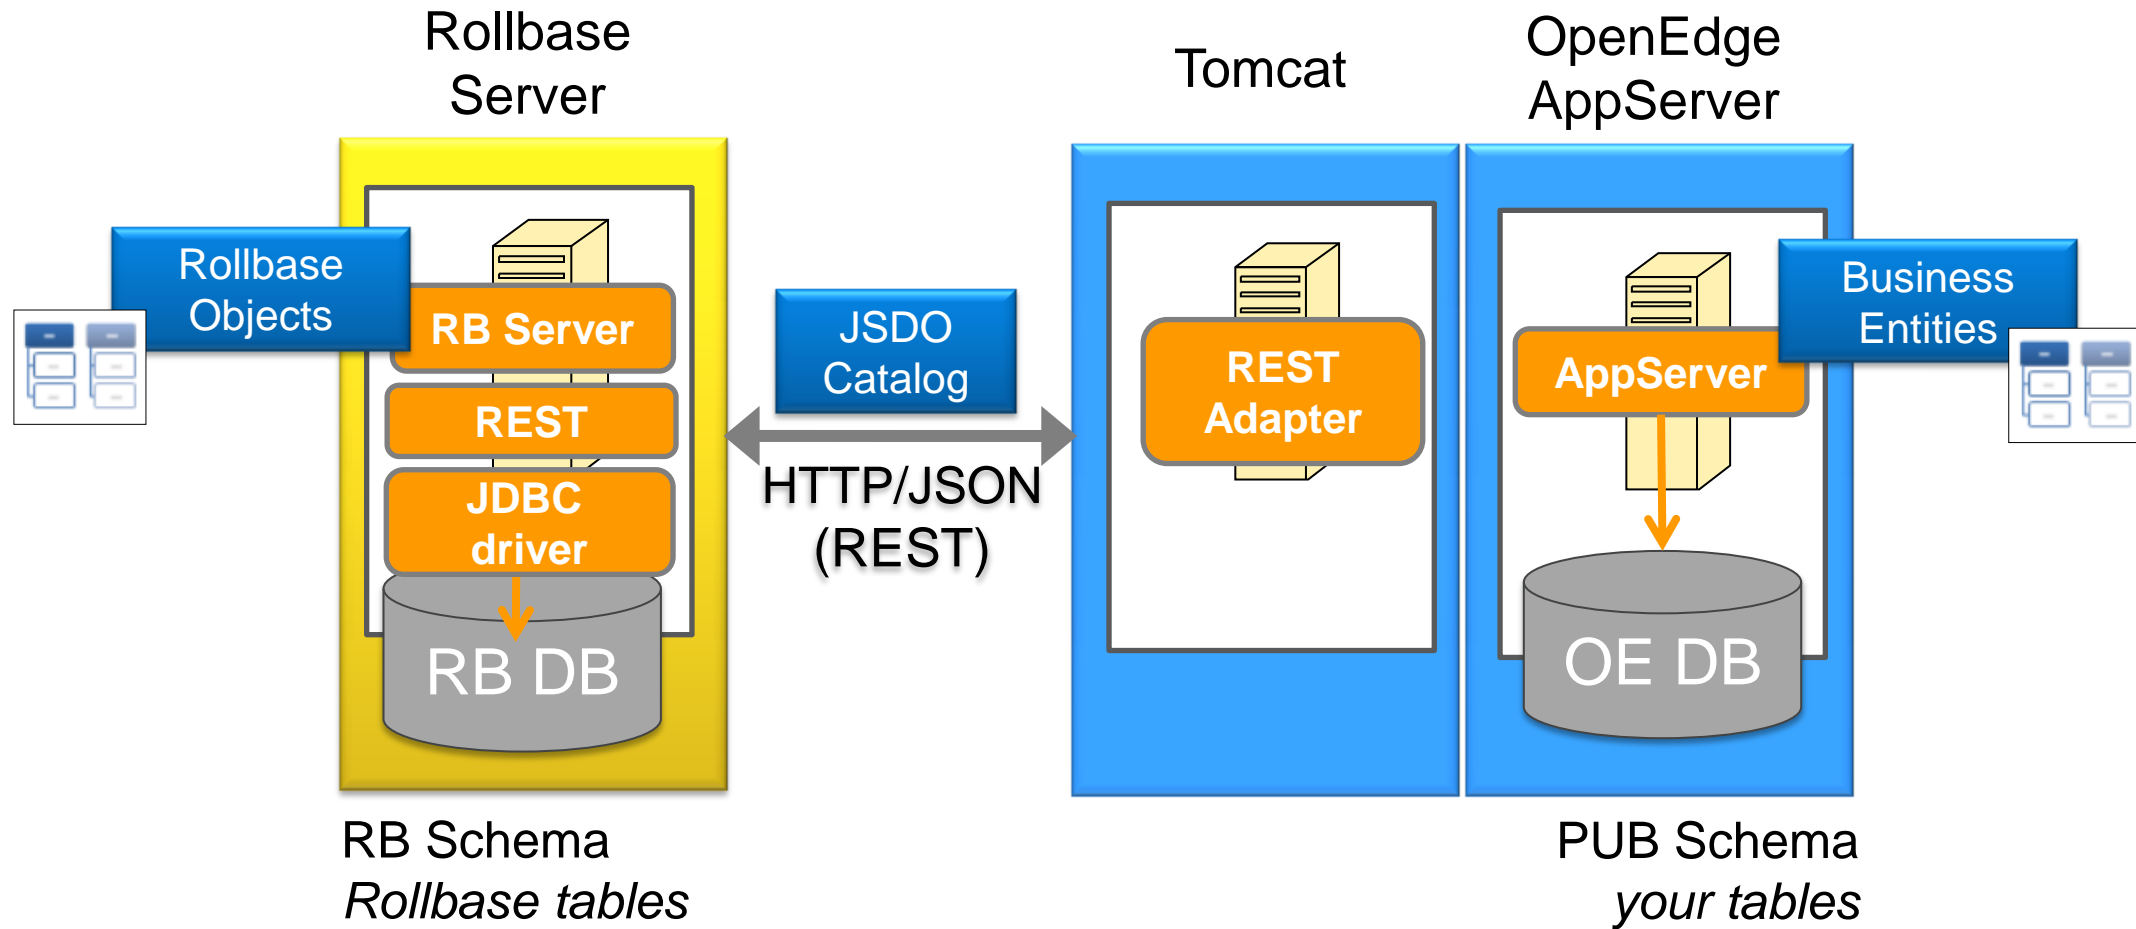 Rollbase
Server
Tomcat
OpenEdge
AppServer
Rollbase
Objects
RB Server
REST
JDBC
driver
RB DB
JSDO
Catalog
HTTP/JSON
(REST)
REST
Adapter
Business
Entities
AppServer
OE DB
RB Schema
Rollbase tables
PUB Schema
your tables